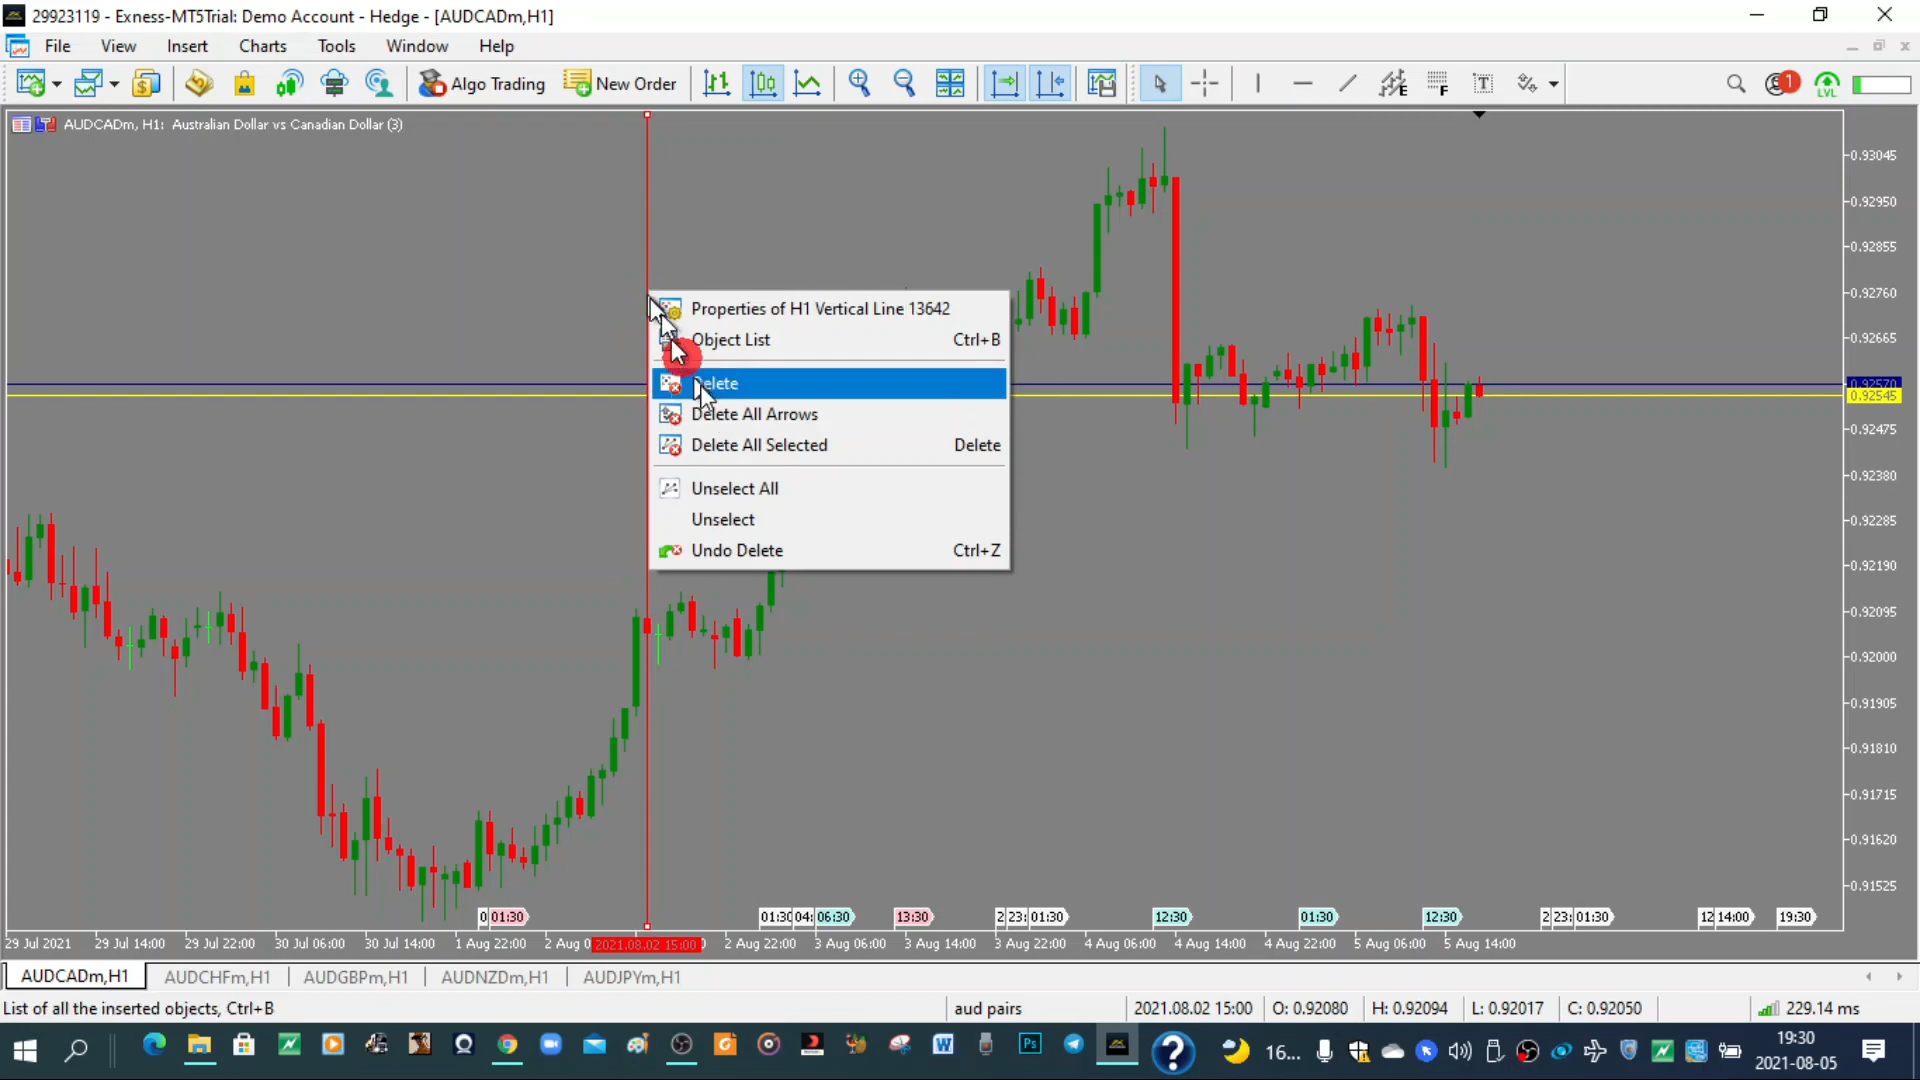 29923119 - Exness-MT5Trial: Demo Account - Hedge - [AUDCADm,H1]
File View Insert Charts Tools Window Help
Algo Trading New Order 1 LVL
AUDCADm, H1: Australian Dollar vs Canadian Dollar (3)
0.93045
0.92950
0.92855
0.92760
0.92665
0.92570
0.92545
0.92475
0.92380
0.92285
0.92190
0.92095
0.92000
0.91905
0.91810
0.91715
0.91620
0.91525
Properties of H1 Vertical Line 13642
Object List Ctrl+B
Delete
Delete All Arrows
Delete All Selected Delete
Unselect All
Unselect
Undo Delete Ctrl+Z
01:30 06:30 13:30 01:30 12:30 01:30 12:30 01:30 14:00 19:30
29 Jul 2021 29 Jul 14:00 29 Jul 22:00 30 Jul 06:00 30 Jul 14:00 1 Aug 22:00 2 Aug 2021.08.02 15:00 2 Aug 22:00 3 Aug 06:00 3 Aug 14:00 3 Aug 22:00 4 Aug 06:00 4 Aug 14:00 4 Aug 22:00 5 Aug 06:00 5 Aug 14:00
AUDCADm,H1 AUDCHFm,H1 AUDGBPm,H1 AUDNZDm,H1 AUDJPYm,H1
List of all the inserted objects, Ctrl+B aud pairs 2021.08.02 15:00 O: 0.92080 H: 0.92094 L: 0.92017 C: 0.92050 229.14 ms
16... 19:30
2021-08-05